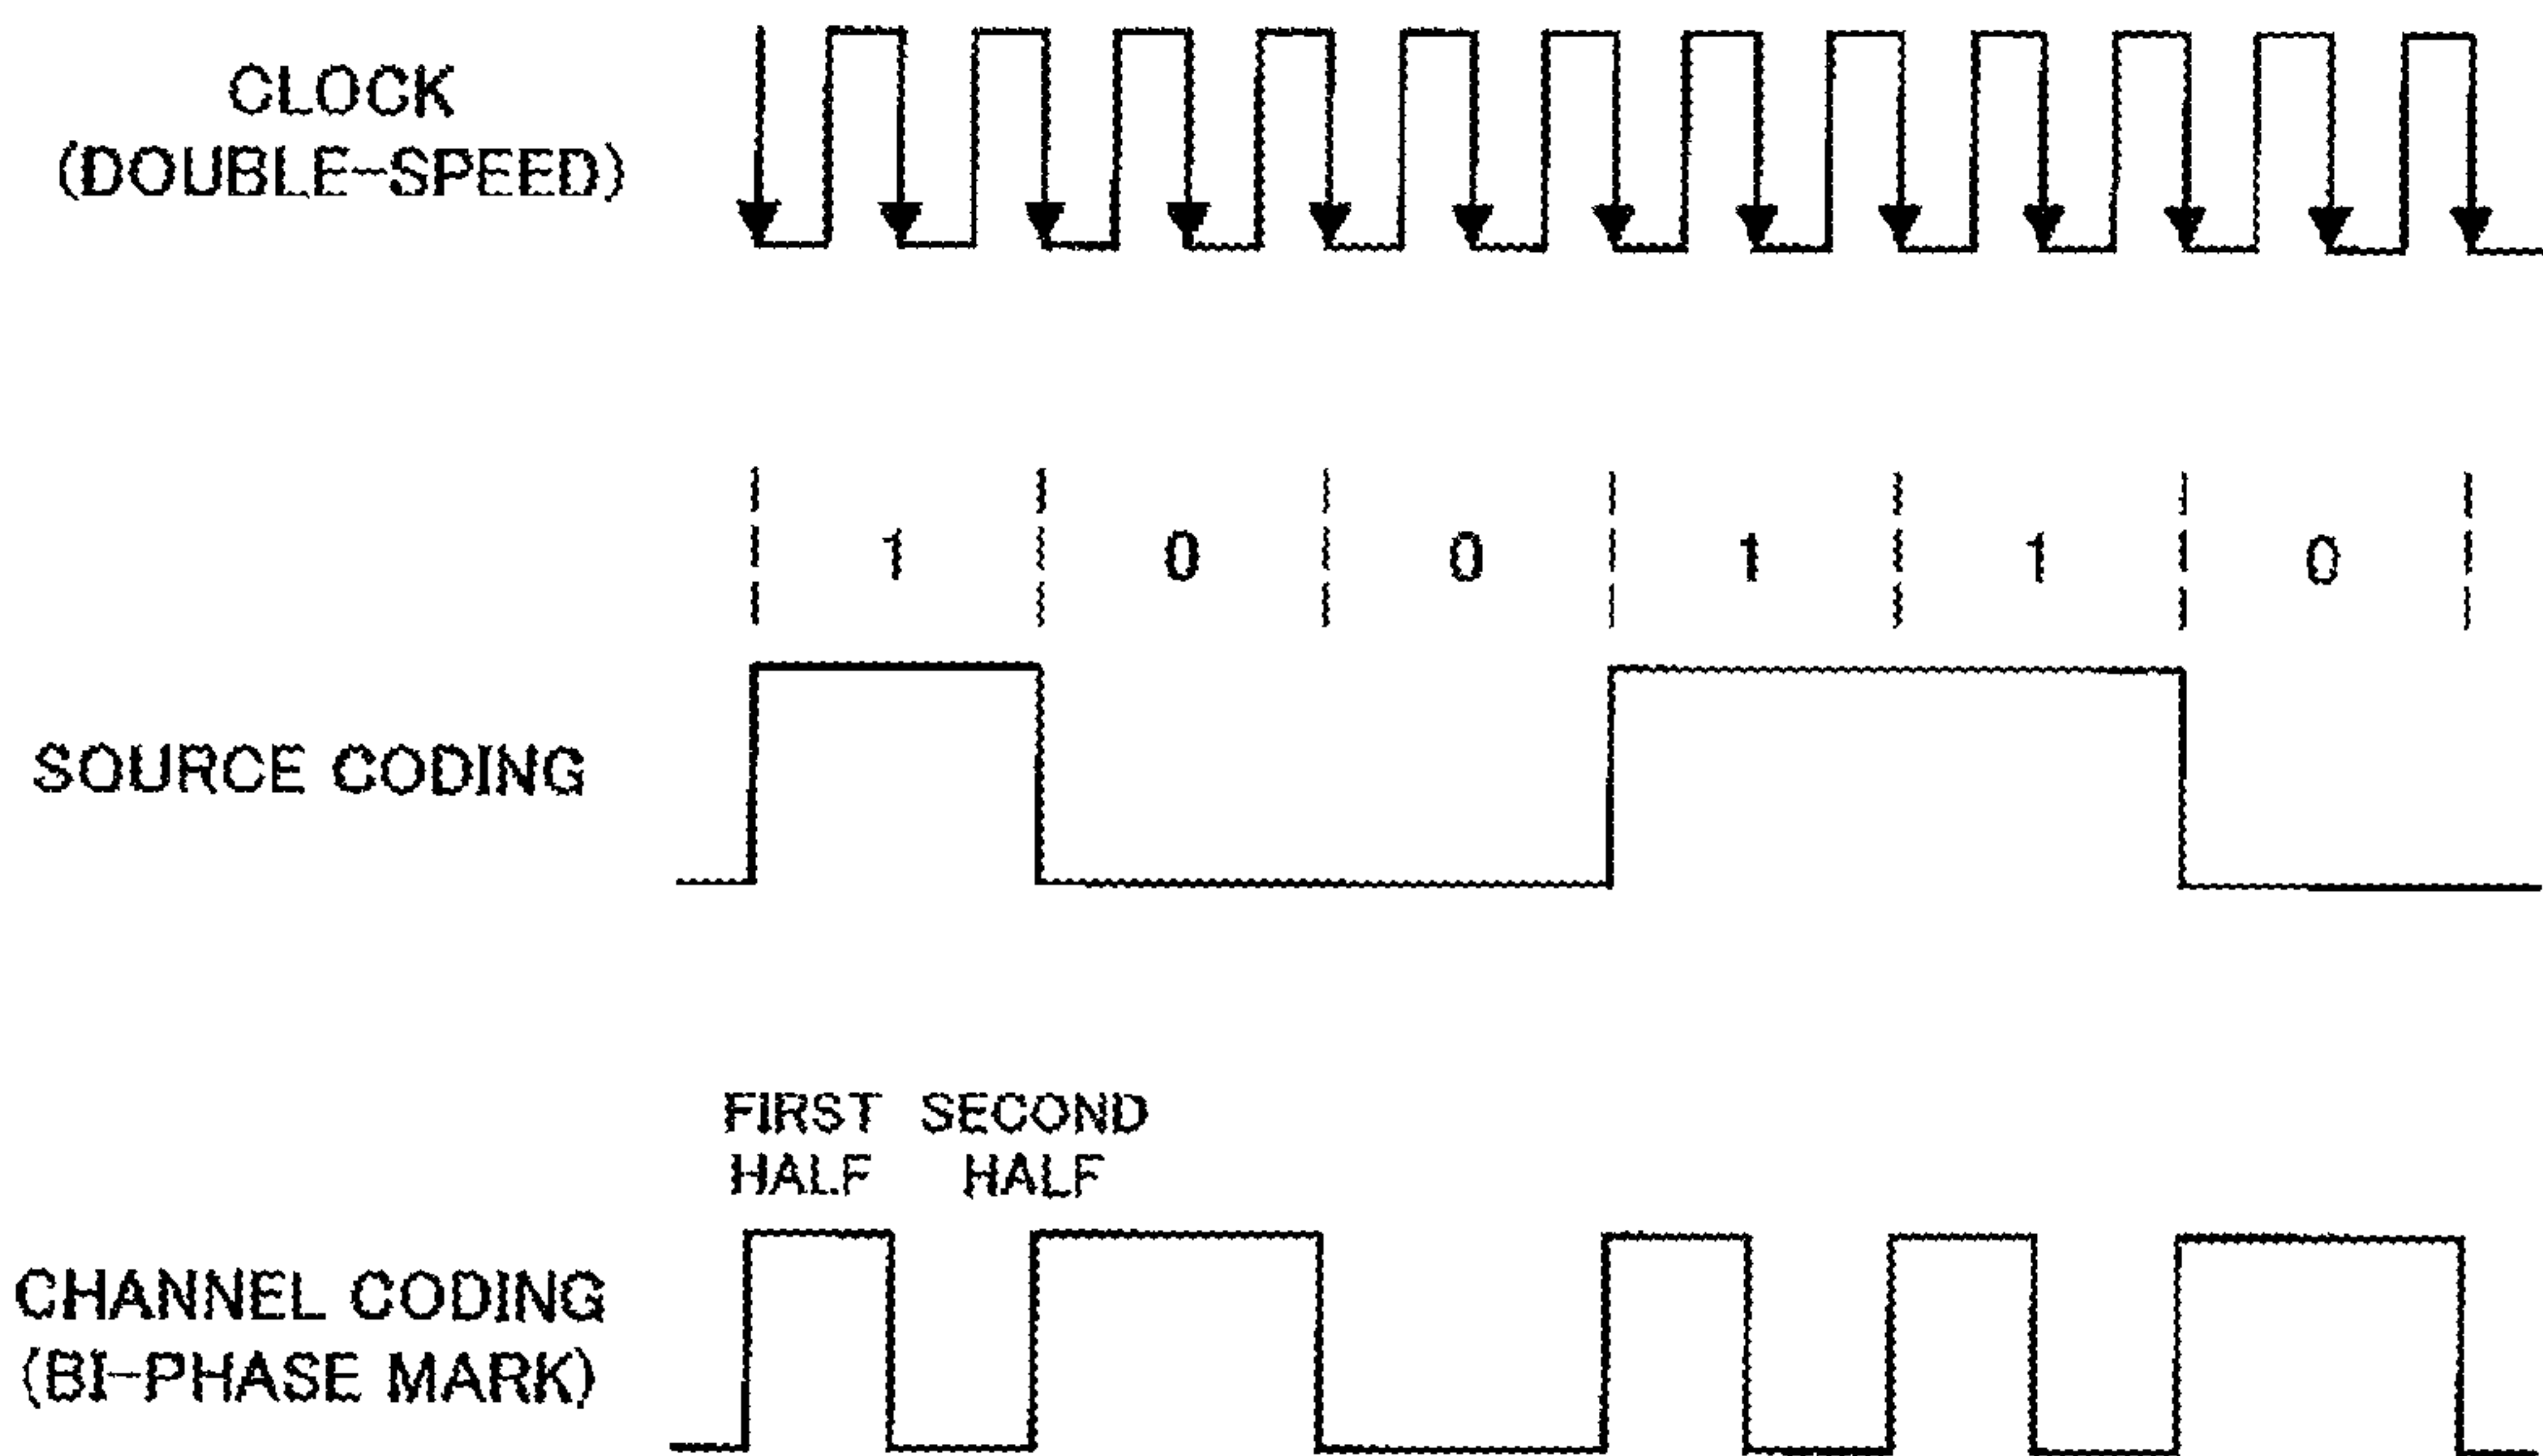 CLOCK
(DOUBLE-SPEED)
1 0 0 1 1 0
SOURCE CODING
FIRST SECOND
HALF HALF
CHANNEL CODING
(BI-PHASE MARK)